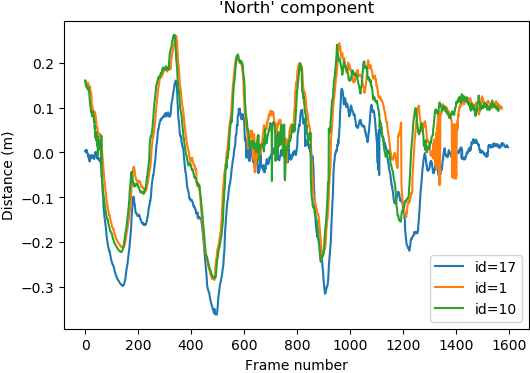 'North' component
Distance (m)
0.2
0.1
0.0
−0.1
−0.2
−0.3
0 200 400 600 800 1000 1200 1400 1600
Frame number
id=17
id=1
id=10